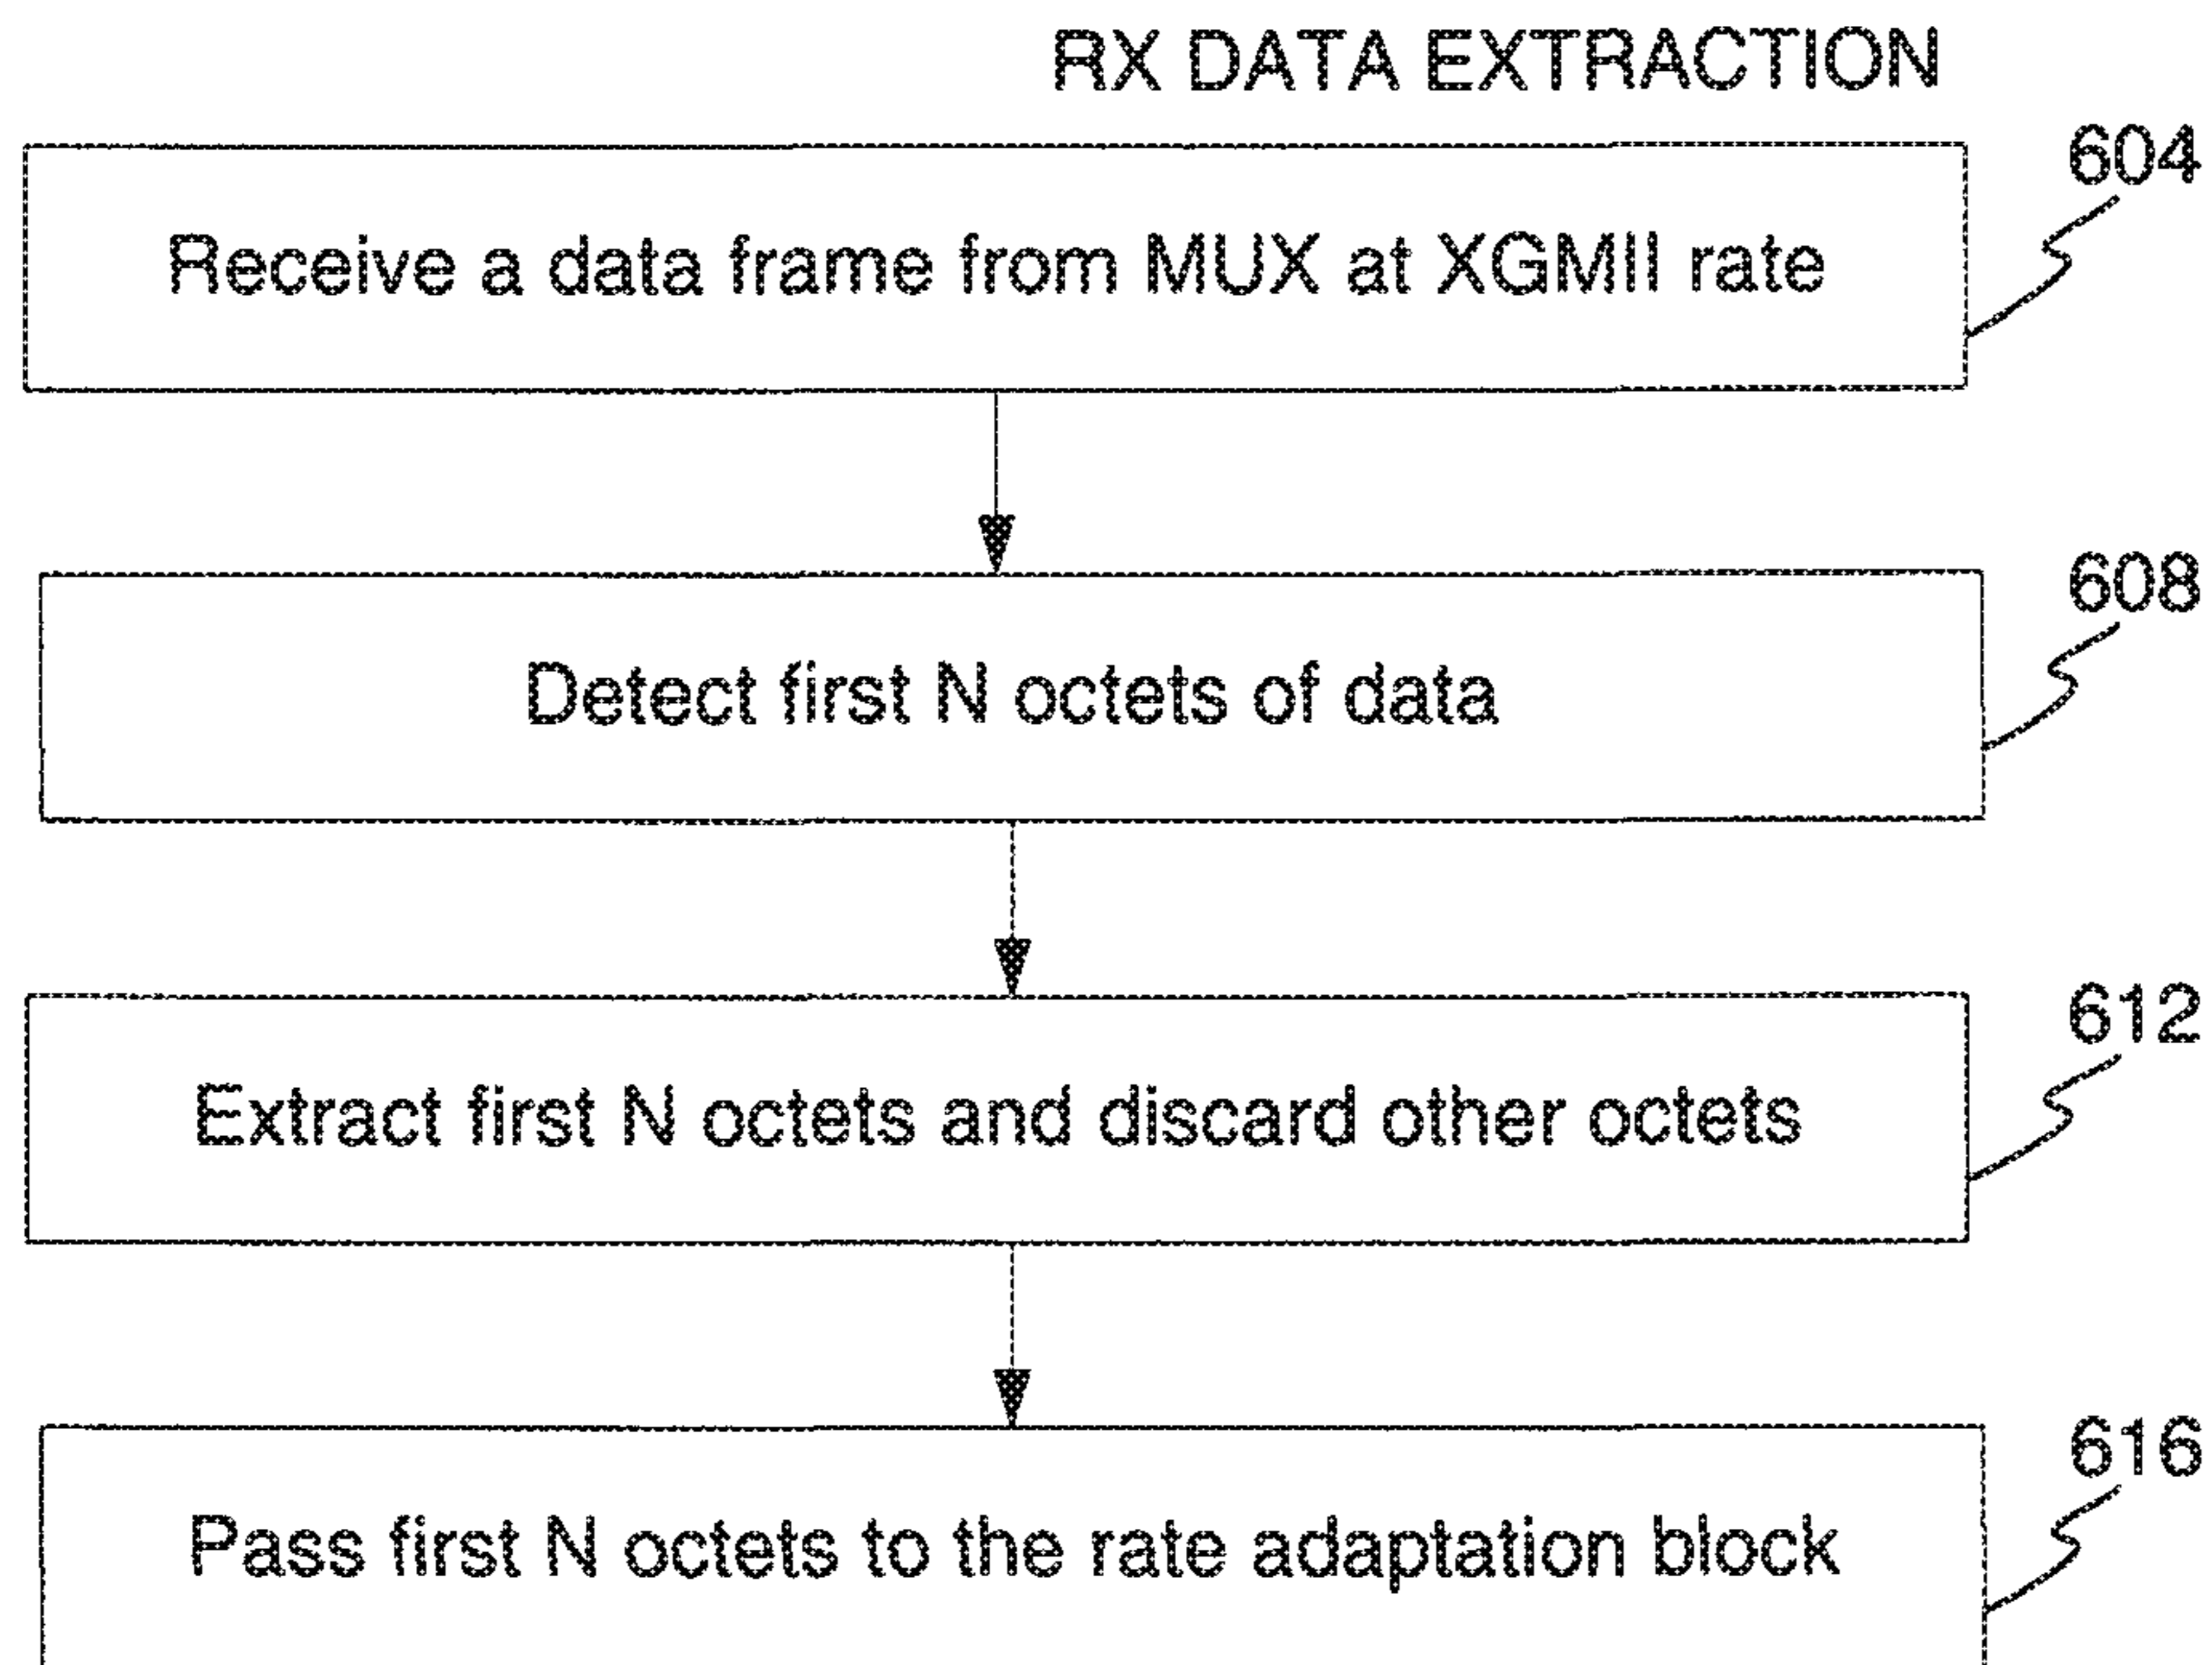 RX DATA EXTRACTION
604
Receive a data frame from MUX at XGMII rate
608
Detect first N octets of data
612
Extract first N octets and discard other octets
616
Pass first N octets to the rate adaptation block